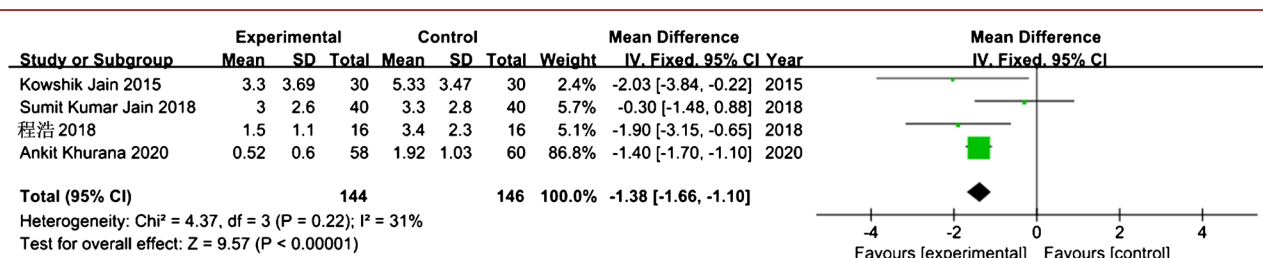 Experimental Control Mean Difference Mean Difference
Study or Subgroup Mean SD Total Mean SD Total Weight IV, Fixed, 95% CI Year IV, Fixed, 95% CI
Kowshik Jain 2015 3.3 3.69 30 5.33 3.47 30 2.4% -2.03 [-3.84, -0.22] 2015
Sumit Kumar Jain 2018 3 2.6 40 3.3 2.8 40 5.7% -0.30 [-1.48, 0.88] 2018
程浩 2018 1.5 1.1 16 3.4 2.3 16 5.1% -1.90 [-3.15, -0.65] 2018
Ankit Khurana 2020 0.52 0.6 58 1.92 1.03 60 86.8% -1.40 [-1.70, -1.10] 2020
Total (95% CI) 144 146 100.0% -1.38 [-1.66, -1.10]
Heterogeneity: Chi² = 4.37, df = 3 (P = 0.22); I² = 31%
Test for overall effect: Z = 9.57 (P < 0.00001)
-4 -2 0 2 4
Favours [experimental] Favours [control]